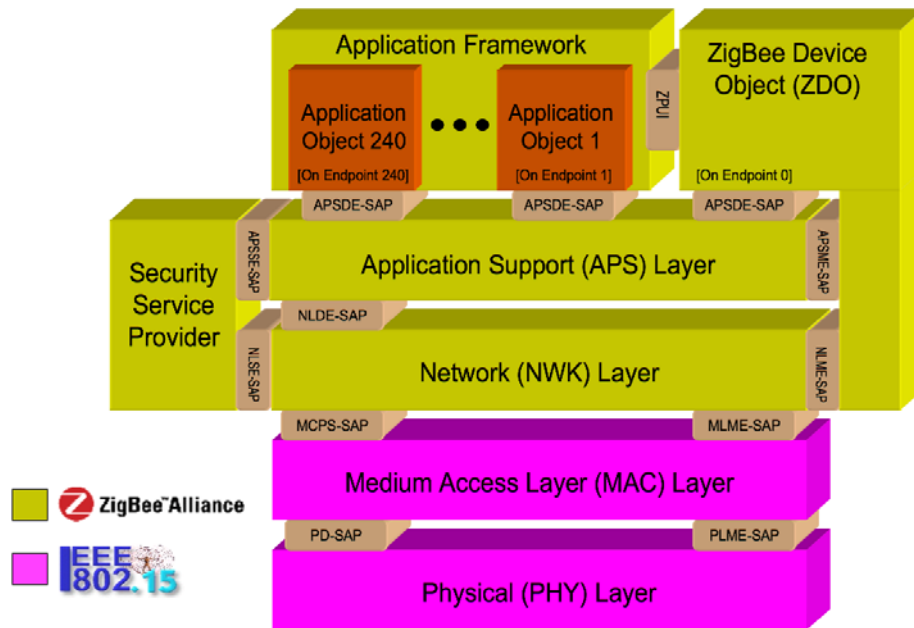 Application Framework
ZigBee Device
Object (ZDO)
ZPUI
Application
Object 240
[On Endpoint 240]
Application
Object 1
[On Endpoint 1]
[On Endpoint 0]
APSDE-SAP
APSDE-SAP
APSDE-SAP
Security
Service
Provider
APSSE-SAP
Application Support (APS) Layer
APSME-SAP
NLDE-SAP
NLSE-SAP
Network (NWK) Layer
NLME-SAP
MCPS-SAP
MLME-SAP
Medium Access Layer (MAC) Layer
ZigBee™Alliance
PD-SAP
PLME-SAP
IEEE
802.15
Physical (PHY) Layer